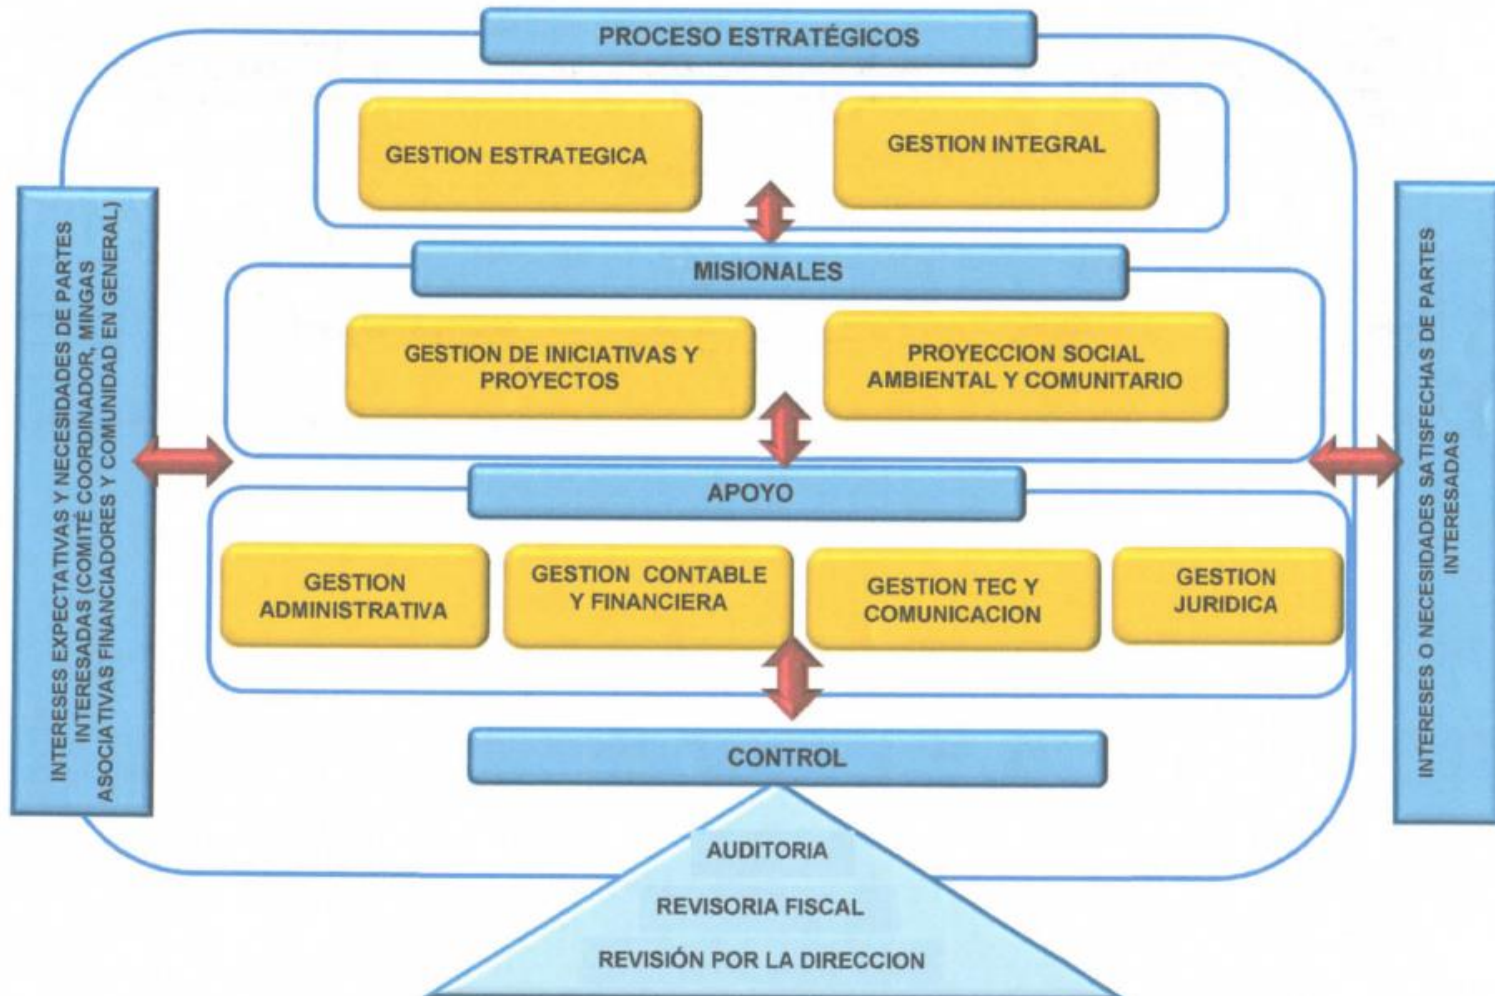 PROCESO ESTRATÉGICOS
GESTION ESTRATEGICA
GESTION INTEGRAL
MISIONALES
GESTION DE INICIATIVAS Y
PROYECTOS
PROYECCION SOCIAL
AMBIENTAL Y COMUNITARIO
APOYO
GESTION
ADMINISTRATIVA
GESTION CONTABLE
Y FINANCIERA
GESTION TEC Y
COMUNICACION
GESTION
JURIDICA
CONTROL
AUDITORIA
REVISORIA FISCAL
REVISIÓN POR LA DIRECCION
INTERESES EXPECTATIVAS Y NECESIDADES DE PARTES
INTERESADAS (COMITÉ COORDINADOR, MINGAS
ASOCIATIVAS FINANCIADORES Y COMUNIDAD EN GENERAL)
INTERESES O NECESIDADES SATISFECHAS DE PARTES
INTERESADAS